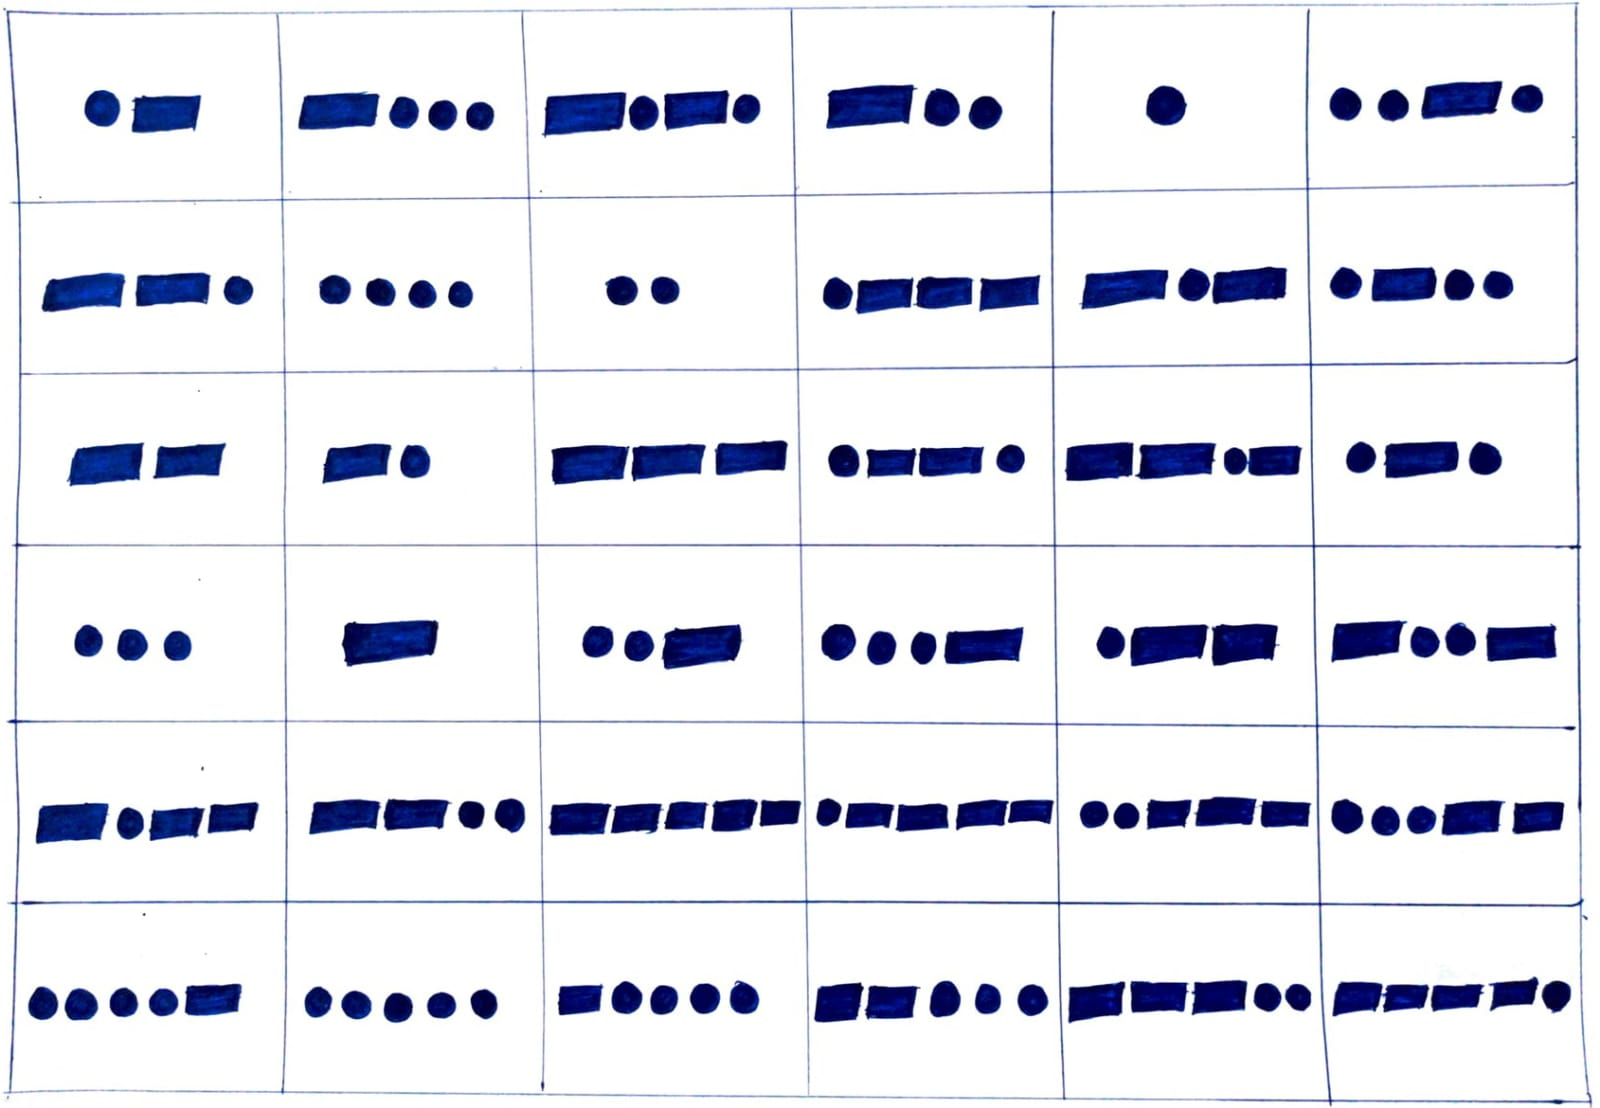 .- -... -.-. -.. . ..-.
--. .... .. .--- -.- .-..
-- -. --- .--. --.- .-.
... - ..- ...- .-- -..-
-.-- --.. ----- .---- ..--- ...--
....- ..... -.... --... ---.. ----.